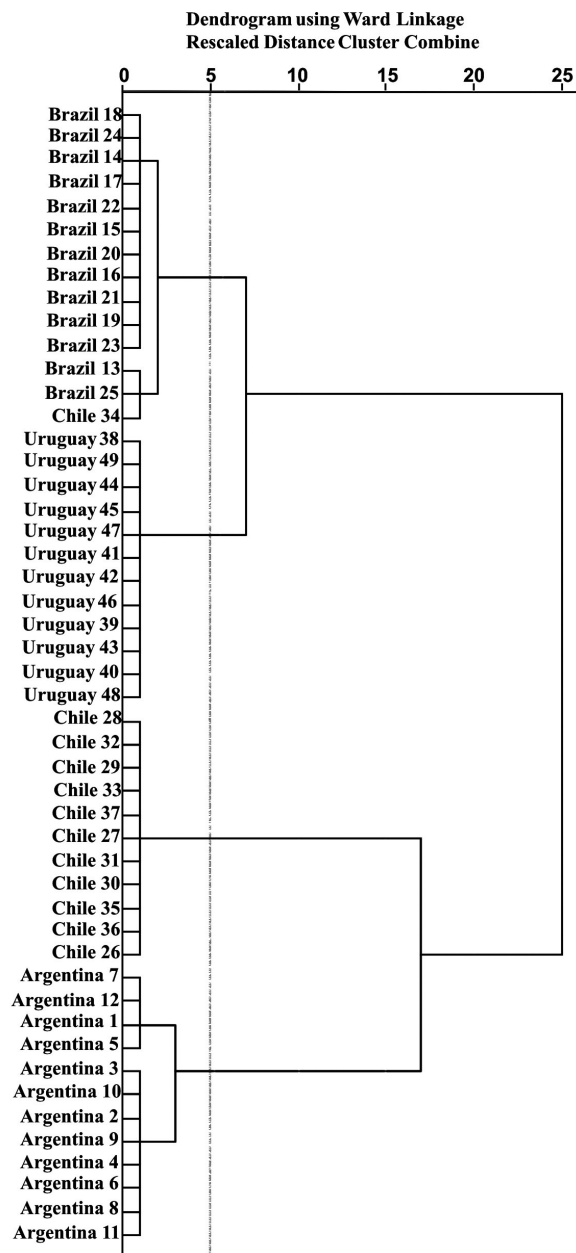 Dendrogram using Ward Linkage
Rescaled Distance Cluster Combine
0 5 10 15 20 25
Brazil 18
Brazil 24
Brazil 14
Brazil 17
Brazil 22
Brazil 15
Brazil 20
Brazil 16
Brazil 21
Brazil 19
Brazil 23
Brazil 13
Brazil 25
Chile 34
Uruguay 38
Uruguay 49
Uruguay 44
Uruguay 45
Uruguay 47
Uruguay 41
Uruguay 42
Uruguay 46
Uruguay 39
Uruguay 43
Uruguay 40
Uruguay 48
Chile 28
Chile 32
Chile 29
Chile 33
Chile 37
Chile 27
Chile 31
Chile 30
Chile 35
Chile 36
Chile 26
Argentina 7
Argentina 12
Argentina 1
Argentina 5
Argentina 3
Argentina 10
Argentina 2
Argentina 9
Argentina 4
Argentina 6
Argentina 8
Argentina 11